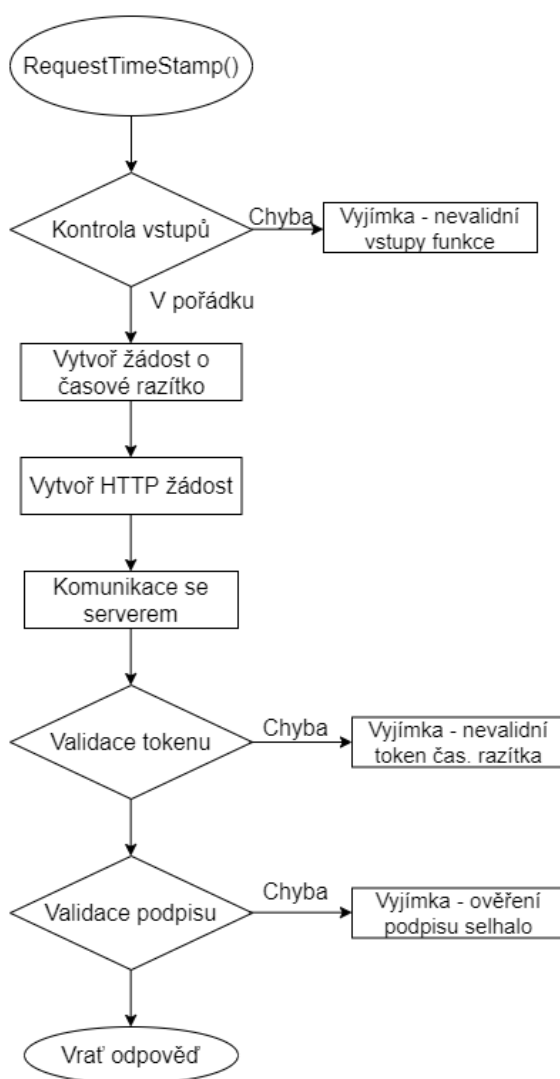 RequestTimeStamp()
Kontrola vstupů
Chyba
Vyjímka - nevalidní
vstupy funkce
V pořádku
Vytvoř žádost o
časové razítko
Vytvoř HTTP žádost
Komunikace se
serverem
Validace tokenu
Chyba
Vyjímka - nevalidní
token čas. razítka
Validace podpisu
Chyba
Vyjímka - ověření
podpisu selhalo
Vrať odpověď